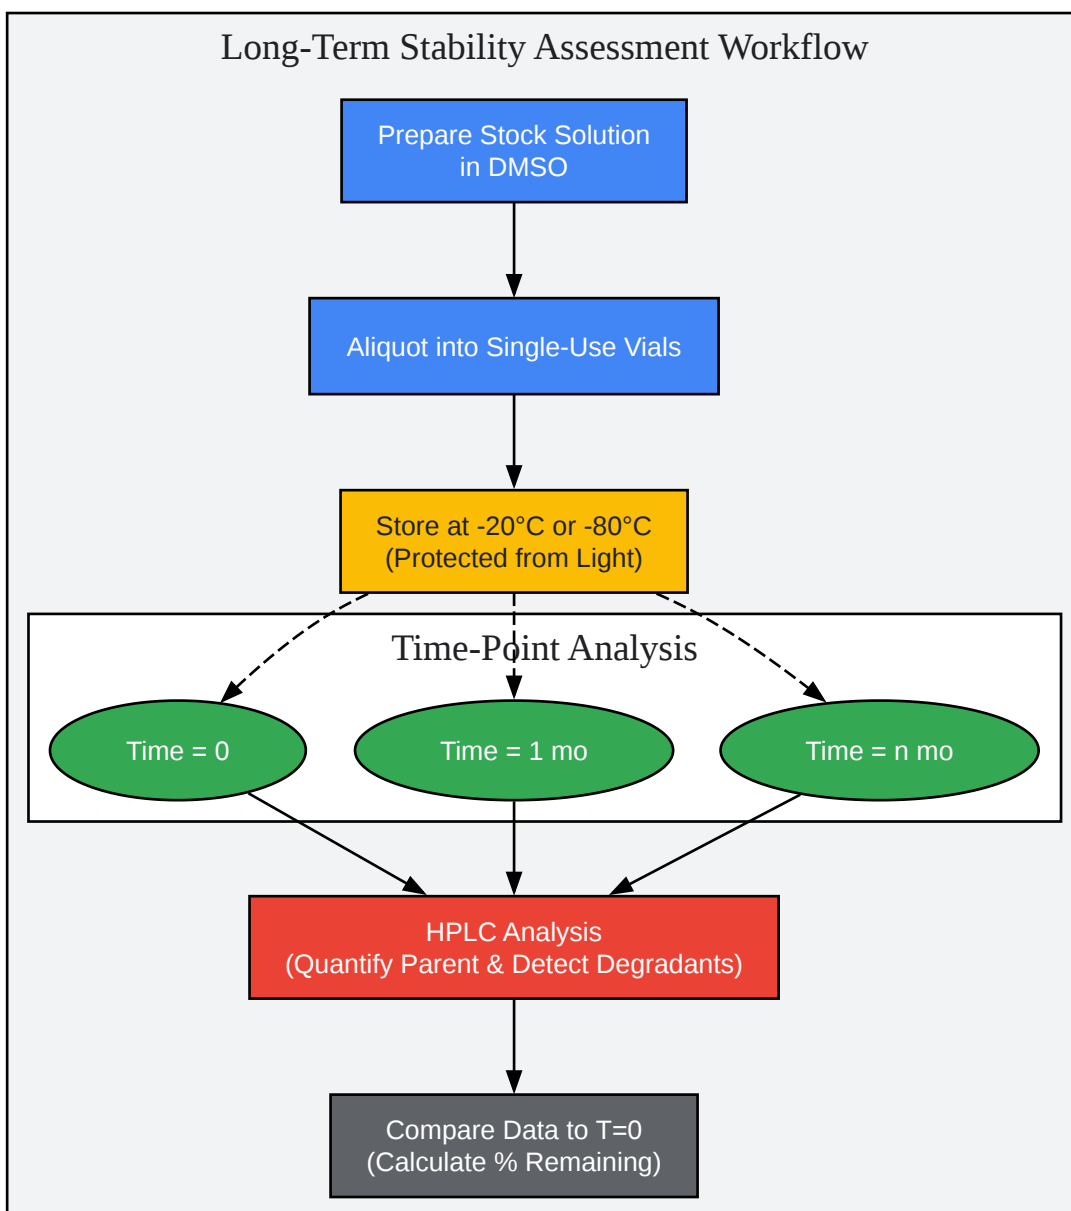 Long-Term Stability Assessment Workflow
Prepare Stock Solution
in DMSO
Aliquot into Single-Use Vials
Store at -20°C or -80°C
(Protected from Light)
Time-Point Analysis
Time = 0
Time = 1 mo
Time = n mo
HPLC Analysis
(Quantify Parent & Detect Degradants)
Compare Data to T=0
(Calculate % Remaining)